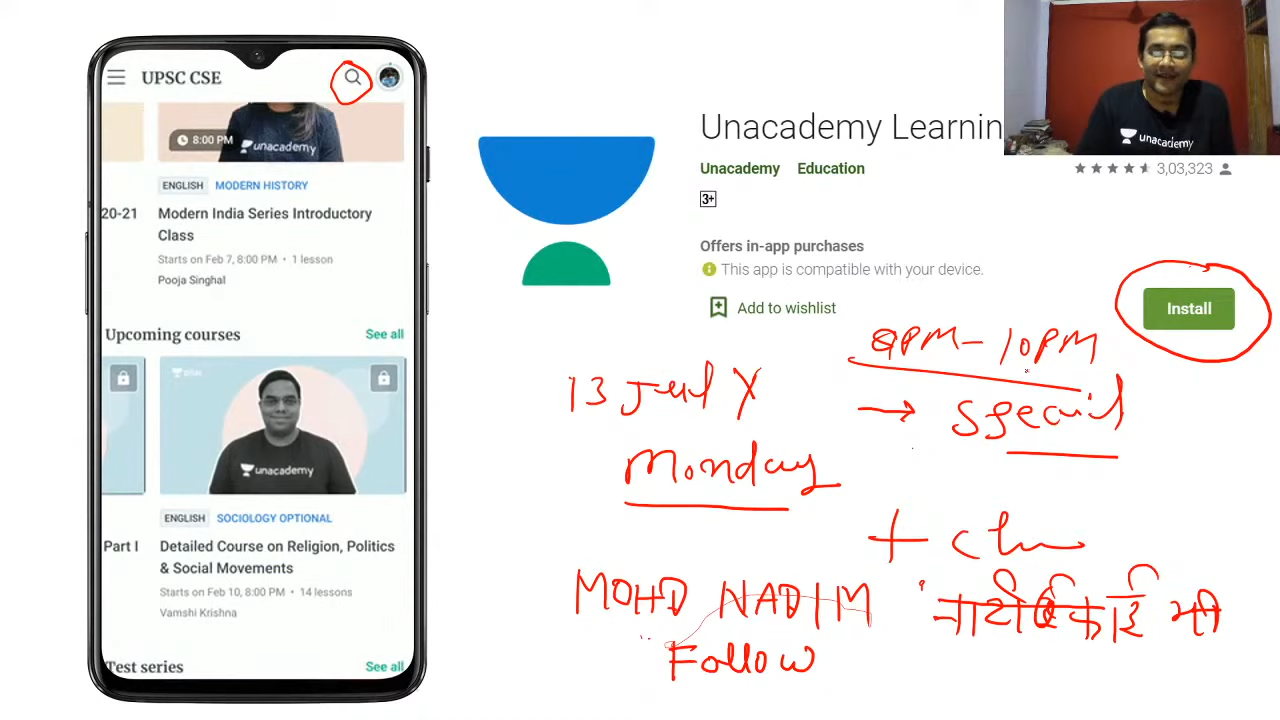 UPSC CSE
8:00 PM
unacademy
ENGLISH MODERN HISTORY
20-21
Modern India Series Introductory
Class
Starts on Feb 7, 8:00 PM • 1 lesson
Pooja Singhal
Upcoming courses See all
plus
unacademy
ENGLISH SOCIOLOGY OPTIONAL
Part I
Detailed Course on Religion, Politics
& Social Movements
Starts on Feb 10, 8:00 PM • 14 lessons
Vamshi Krishna
Test series See all
Unacademy Learnin
unacademy
Unacademy Education
3,03,323
3+
Offers in-app purchases
This app is compatible with your device.
Add to wishlist
Install
9PM - 10PM
13 Jul
→ Special
Monday
MOHD NADIM
Follow